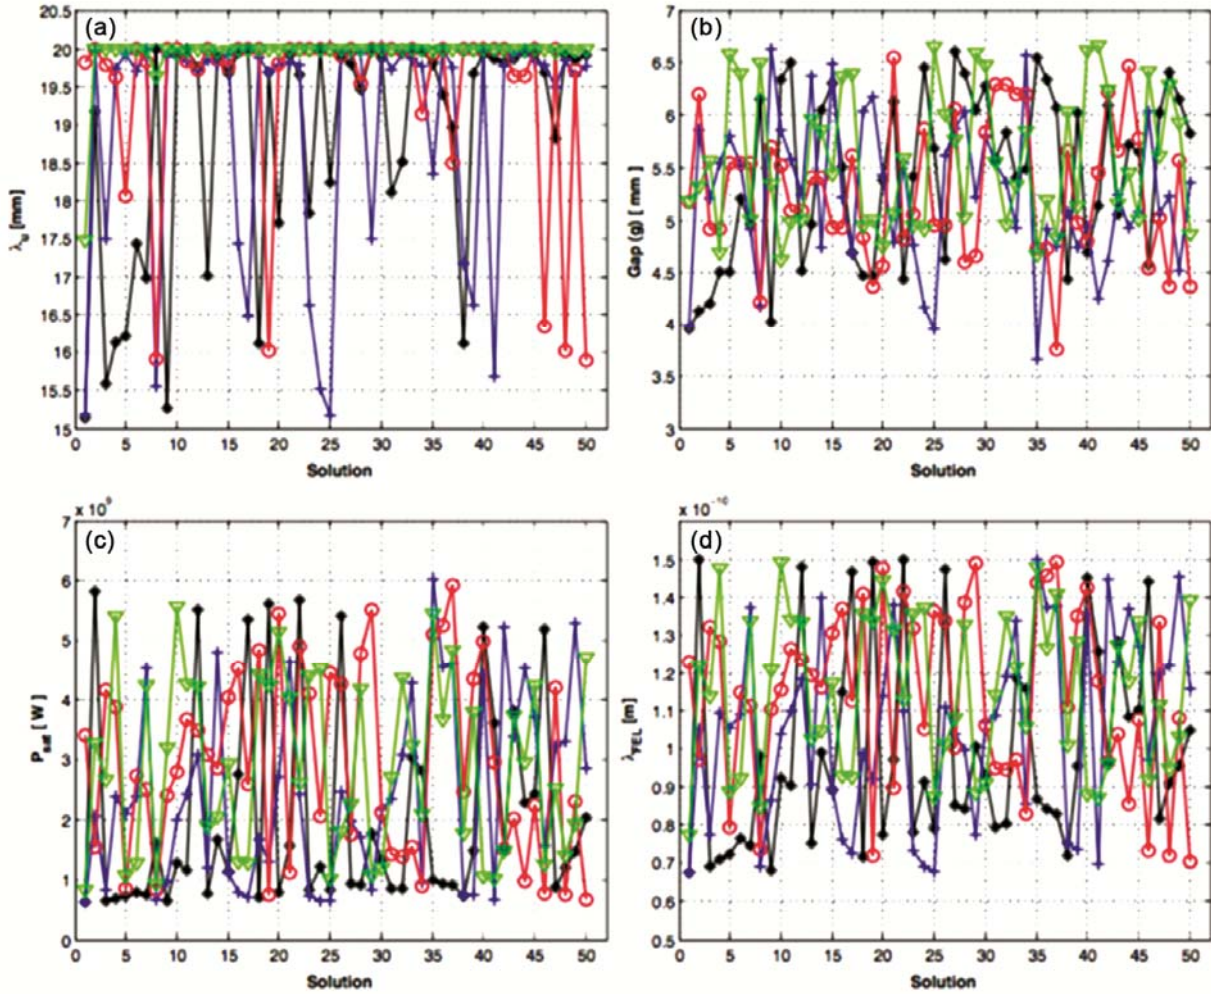 (a)
20.5
20
19.5
19
18.5
18
17.5
17
16.5
16
15.5
15
λu [mm]
0 5 10 15 20 25 30 35 40 45 50
Solution
(b)
7
6.5
6
5.5
5
4.5
4
3.5
3
Gap (g) [ mm ]
0 5 10 15 20 25 30 35 40 45 50
Solution
x 10⁹
(c)
7
6
5
4
3
2
1
0
Psat [ W ]
0 5 10 15 20 25 30 35 40 45 50
Solution
x 10⁻¹⁰
(d)
1.5
1.4
1.3
1.2
1.1
1
0.9
0.8
0.7
0.6
0.5
λFEL [m]
0 5 10 15 20 25 30 35 40 45 50
Solution